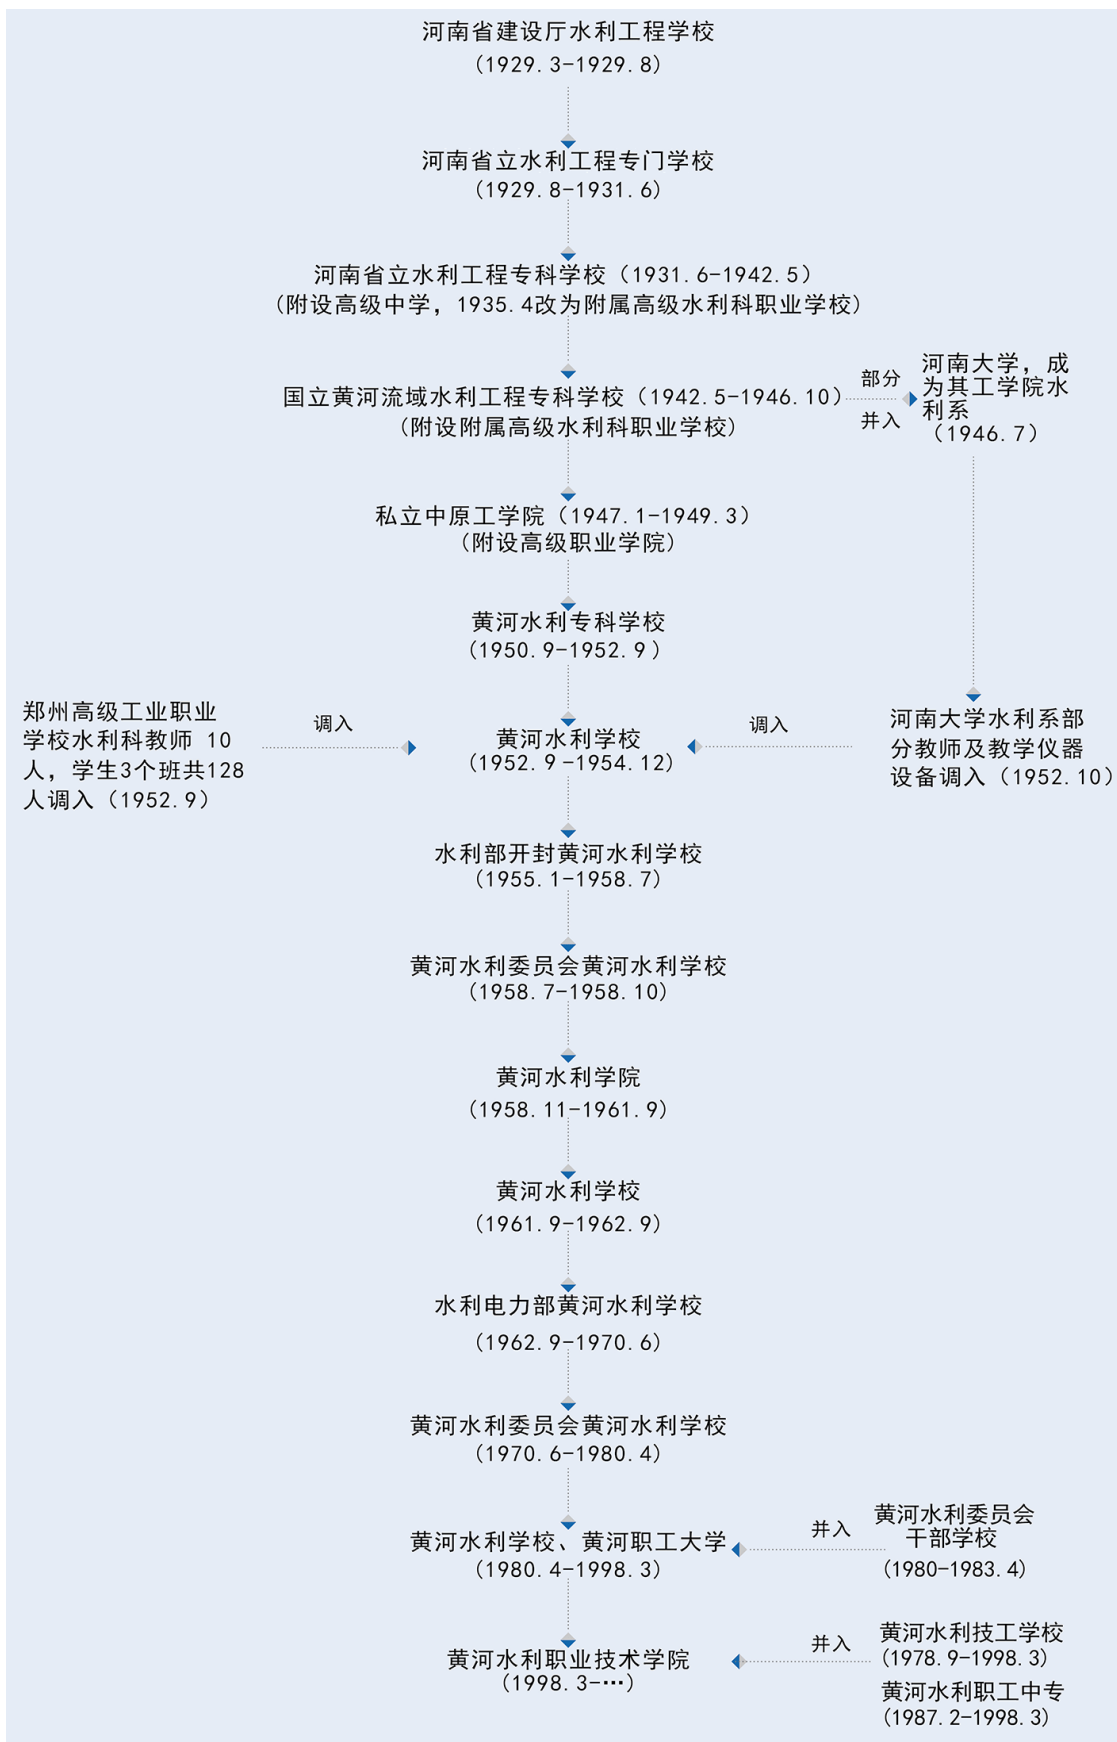 河南省建设厅水利工程学校
(1929.3-1929.8)
河南省立水利工程专门学校
(1929.8-1931.6)
河南省立水利工程专科学校（1931.6-1942.5）
(附设高级中学，1935.4改为附属高级水利科职业学校)
国立黄河流域水利工程专科学校（1942.5-1946.10）
(附设附属高级水利科职业学校)
部分
并入
河南大学，成
为其工学院水
利系
（1946.7）
私立中原工学院（1947.1-1949.3）
(附设高级职业学院)
黄河水利专科学校
(1950.9-1952.9)
郑州高级工业职业
学校水利科教师 10
人，学生3个班共128
人调入（1952.9）
调入
黄河水利学校
(1952.9-1954.12)
调入
河南大学水利系部
分教师及教学仪器
设备调入（1952.10）
水利部开封黄河水利学校
(1955.1-1958.7)
黄河水利委员会黄河水利学校
(1958.7-1958.10)
黄河水利学院
(1958.11-1961.9)
黄河水利学校
(1961.9-1962.9)
水利电力部黄河水利学校
(1962.9-1970.6)
黄河水利委员会黄河水利学校
(1970.6-1980.4)
黄河水利学校、黄河职工大学
(1980.4-1998.3)
并入
黄河水利委员会
干部学校
(1980-1983.4)
黄河水利职业技术学院
(1998.3-…)
并入
黄河水利技工学校
(1978.9-1998.3)
黄河水利职工中专
(1987.2-1998.3)